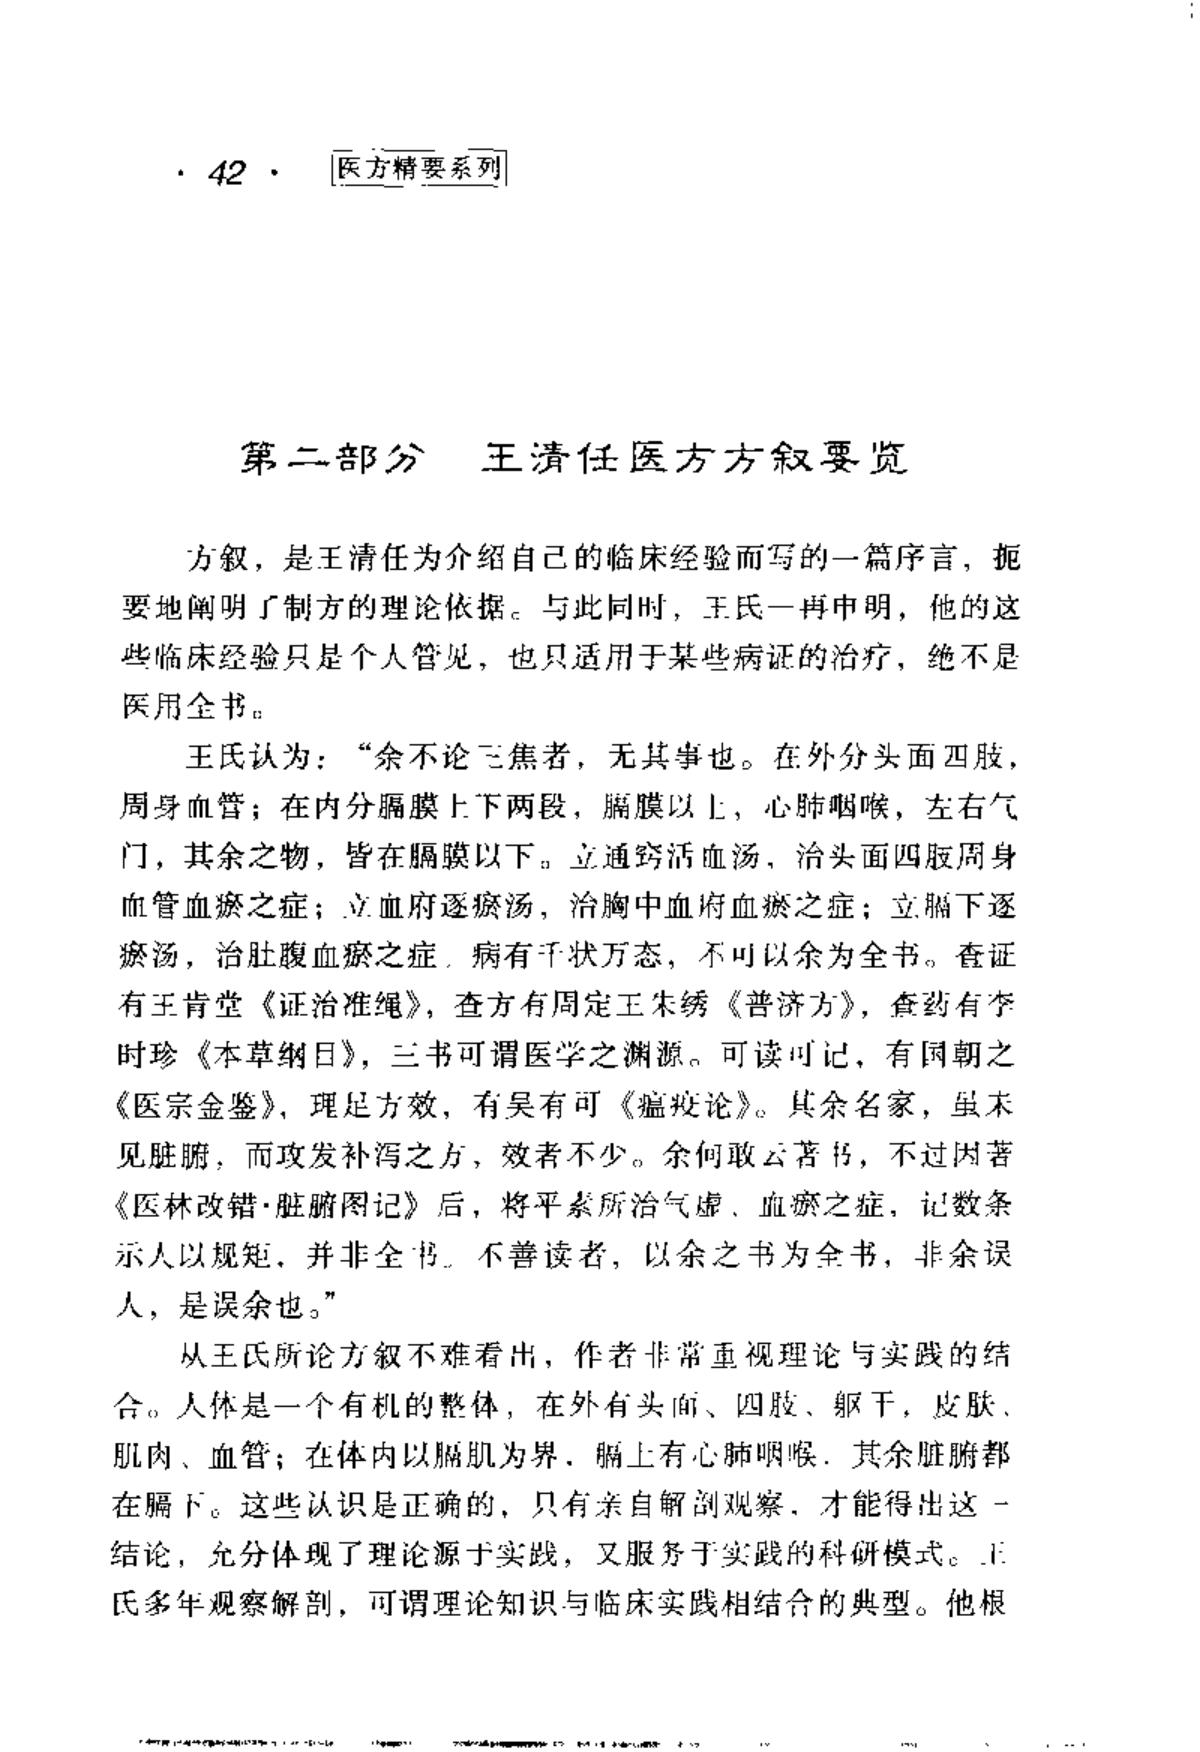 · 42 · 医方精要系列
第二部分 王清任医方方叙要览
方叙，是王清任为介绍自己的临床经验而写的一篇序言，扼
要地阐明了制方的理论依据。与此同时，王氏一再申明，他的这
些临床经验只是个人管见，也只适用于某些病证的治疗，绝不是
医用全书。
王氏认为：“余不论三焦者，无其事也。在外分头面四肢，
周身血管；在内分膈膜上下两段，膈膜以上，心肺咽喉，左右气
门，其余之物，皆在膈膜以下。立通窍活血汤，治头面四肢周身
血管血瘀之症；立血府逐瘀汤，治胸中血府血瘀之症；立膈下逐
瘀汤，治肚腹血瘀之症。病有千状万态，不可以余为全书。查证
有王肯堂《证治准绳》，查方有周定王朱绣《普济方》，查药有李
时珍《本草纲目》，三书可谓医学之渊源。可读可记，有国朝之
《医宗金鉴》，理足方效，有吴有可《瘟疫论》。其余名家，虽未
见脏腑，而攻发补泻之方，效者不少。余何敢云著书，不过因著
《医林改错·脏腑图记》后，将平素所治气虚、血瘀之症，记数条
示人以规矩，并非全书。不善读者，以余之书为全书，非余误
人，是误余也。”
从王氏所论方叙不难看出，作者非常重视理论与实践的结
合。人体是一个有机的整体，在外有头面、四肢、躯干，皮肤、
肌肉、血管；在体内以膈肌为界，膈上有心肺咽喉，其余脏腑都
在膈下。这些认识是正确的，只有亲自解剖观察，才能得出这一
结论，充分体现了理论源于实践，又服务于实践的科研模式。王
氏多年观察解剖，可谓理论知识与临床实践相结合的典型。他根